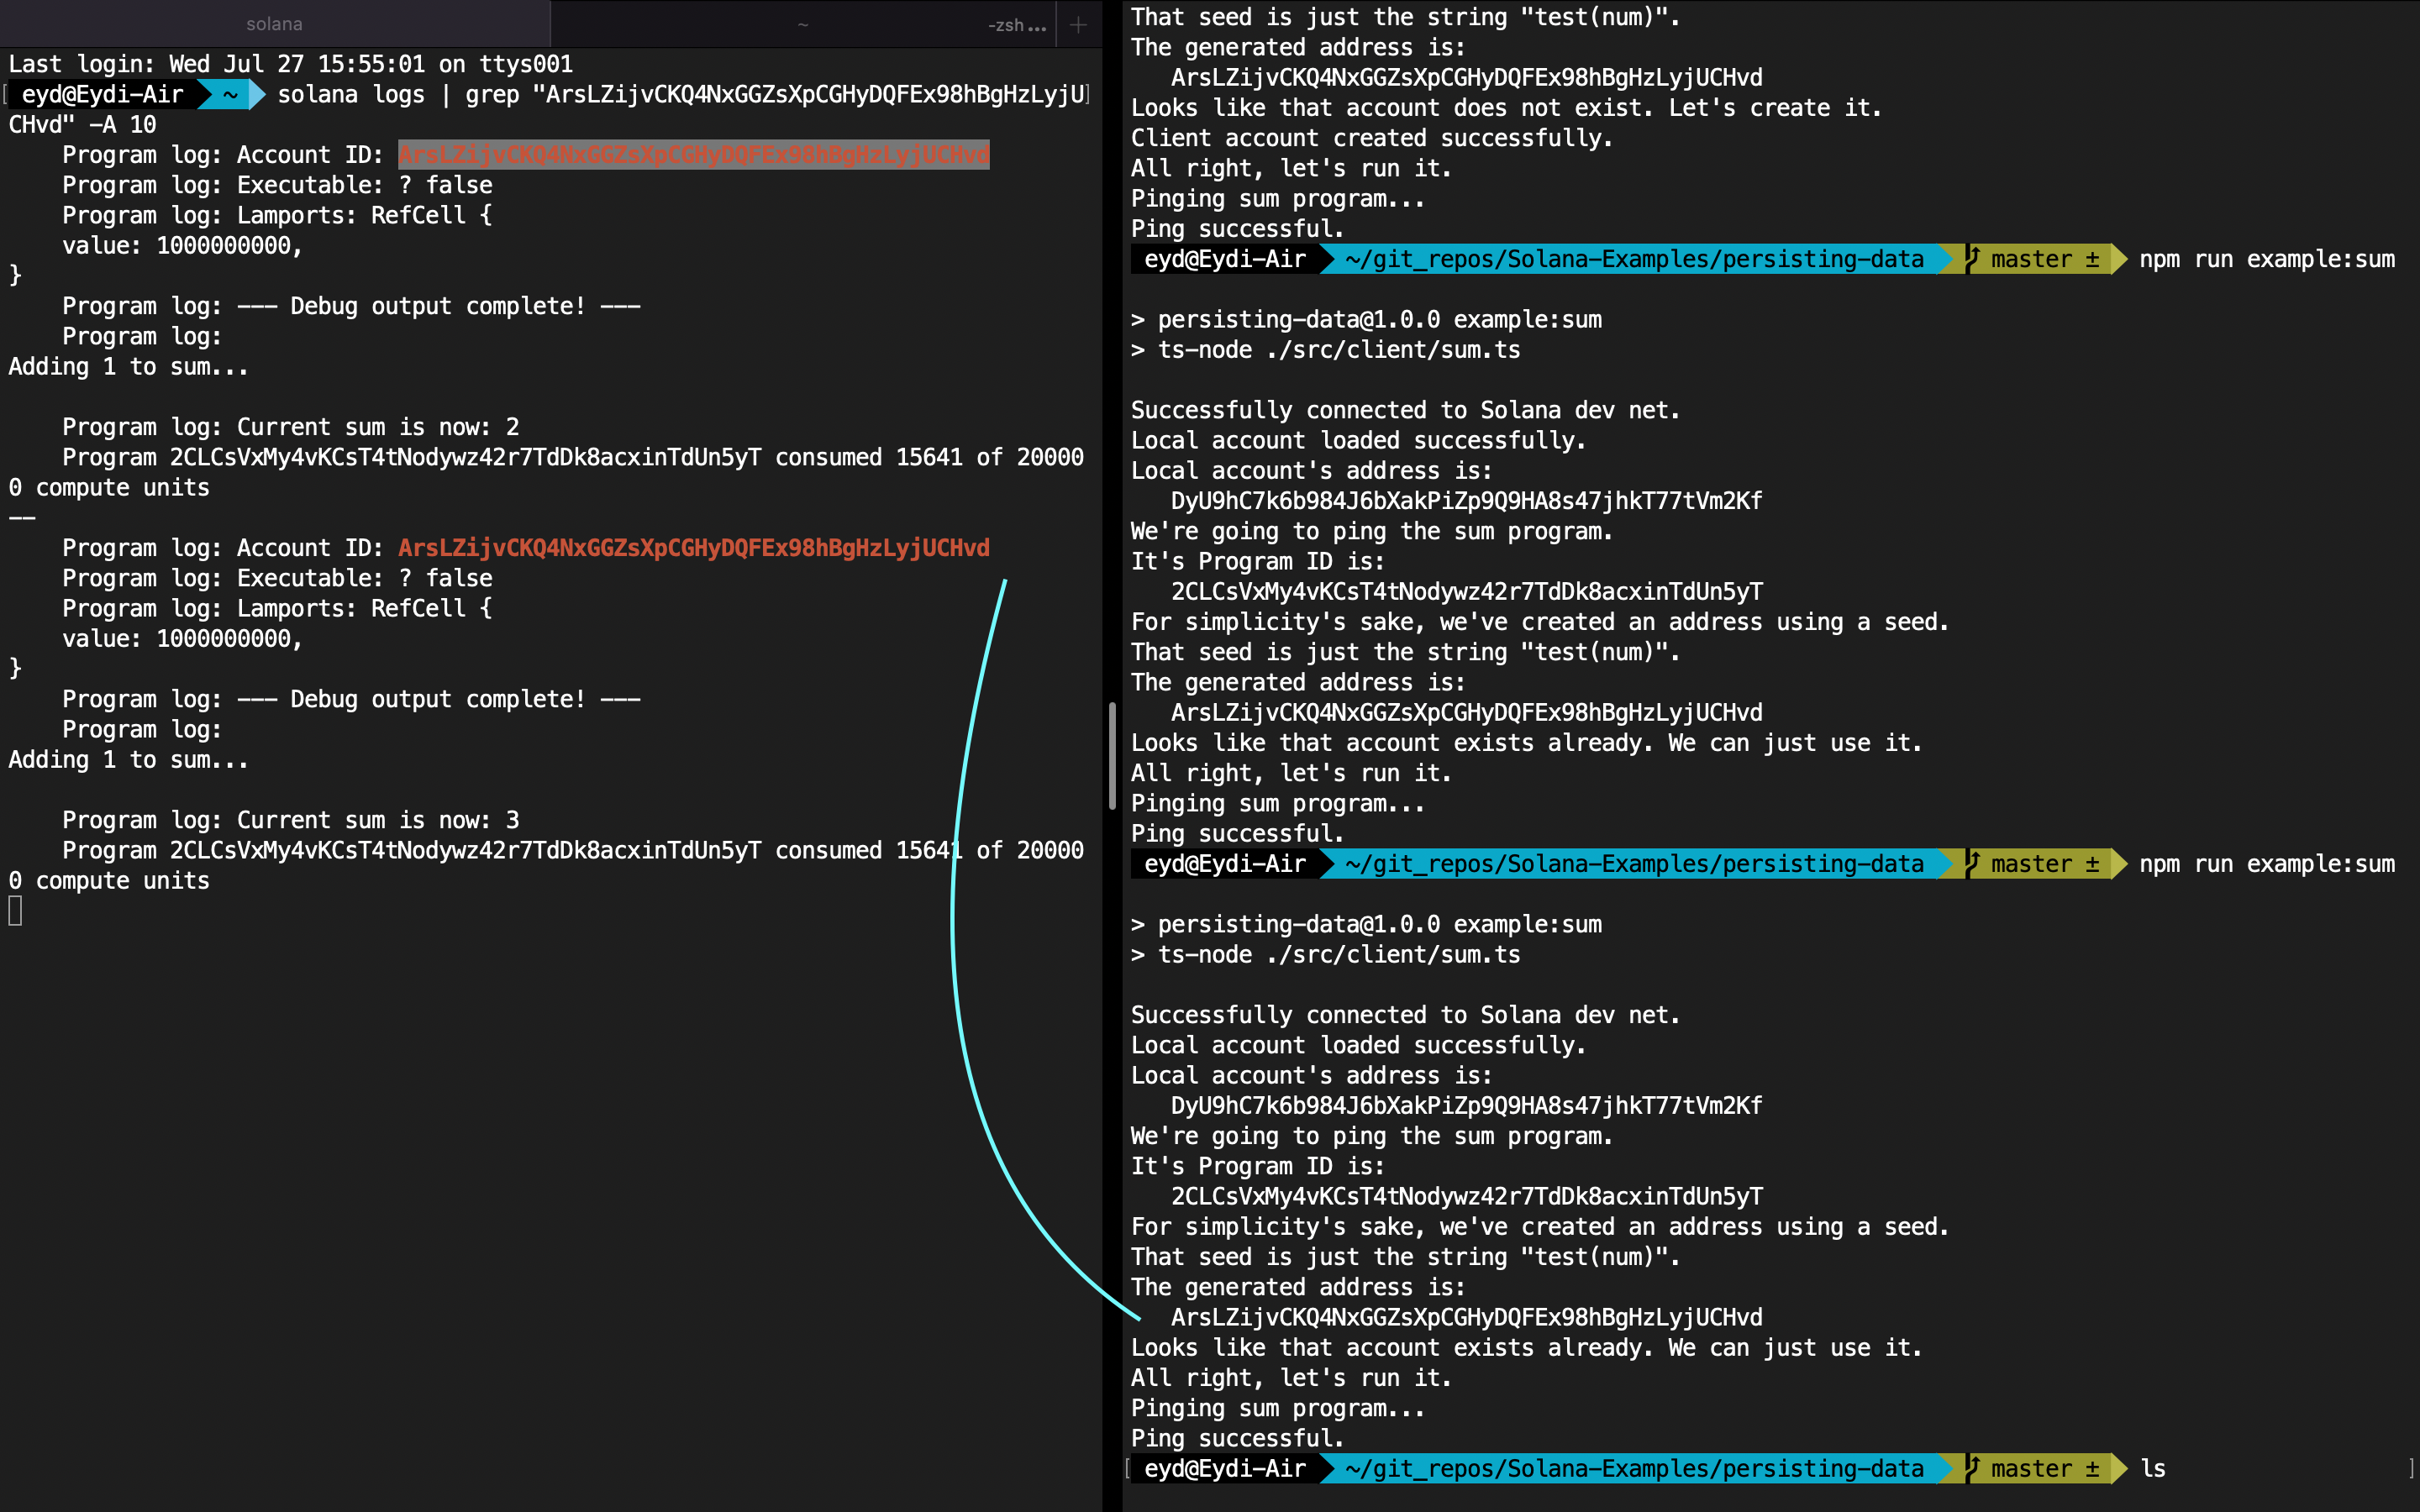 solana
~
-zsh ...
Last login: Wed Jul 27 15:55:01 on ttys001
eyd@Eydi-Air ~ solana logs | grep "ArsLZijvCKQ4NxGGZsXpCGHyDQFEx98hBgHzLyjU
CHvd" -A 10
Program log: Account ID: ArsLZijvCKQ4NxGGZsXpCGHyDQFEx98hBgHzLyjUCHvd
Program log: Executable: ? false
Program log: Lamports: RefCell {
value: 1000000000,
}
Program log: --- Debug output complete! ---
Program log:
Adding 1 to sum...
Program log: Current sum is now: 2
Program 2CLCsVxMy4vKCsT4tNodywz42r7TdDk8acxinTdUn5yT consumed 15641 of 20000
0 compute units
--
Program log: Account ID: ArsLZijvCKQ4NxGGZsXpCGHyDQFEx98hBgHzLyjUCHvd
Program log: Executable: ? false
Program log: Lamports: RefCell {
value: 1000000000,
}
Program log: --- Debug output complete! ---
Program log:
Adding 1 to sum...
Program log: Current sum is now: 3
Program 2CLCsVxMy4vKCsT4tNodywz42r7TdDk8acxinTdUn5yT consumed 15641 of 20000
0 compute units
That seed is just the string "test(num)".
The generated address is:
ArsLZijvCKQ4NxGGZsXpCGHyDQFEx98hBgHzLyjUCHvd
Looks like that account does not exist. Let's create it.
Client account created successfully.
All right, let's run it.
Pinging sum program...
Ping successful.
eyd@Eydi-Air ~/git_repos/Solana-Examples/persisting-data master ± npm run example:sum
> persisting-data@1.0.0 example:sum
> ts-node ./src/client/sum.ts
Successfully connected to Solana dev net.
Local account loaded successfully.
Local account's address is:
DyU9hC7k6b984J6bXakPiZp9Q9HA8s47jhkT77tVm2Kf
We're going to ping the sum program.
It's Program ID is:
2CLCsVxMy4vKCsT4tNodywz42r7TdDk8acxinTdUn5yT
For simplicity's sake, we've created an address using a seed.
That seed is just the string "test(num)".
The generated address is:
ArsLZijvCKQ4NxGGZsXpCGHyDQFEx98hBgHzLyjUCHvd
Looks like that account exists already. We can just use it.
All right, let's run it.
Pinging sum program...
Ping successful.
eyd@Eydi-Air ~/git_repos/Solana-Examples/persisting-data master ± npm run example:sum
> persisting-data@1.0.0 example:sum
> ts-node ./src/client/sum.ts
Successfully connected to Solana dev net.
Local account loaded successfully.
Local account's address is:
DyU9hC7k6b984J6bXakPiZp9Q9HA8s47jhkT77tVm2Kf
We're going to ping the sum program.
It's Program ID is:
2CLCsVxMy4vKCsT4tNodywz42r7TdDk8acxinTdUn5yT
For simplicity's sake, we've created an address using a seed.
That seed is just the string "test(num)".
The generated address is:
ArsLZijvCKQ4NxGGZsXpCGHyDQFEx98hBgHzLyjUCHvd
Looks like that account exists already. We can just use it.
All right, let's run it.
Pinging sum program...
Ping successful.
eyd@Eydi-Air ~/git_repos/Solana-Examples/persisting-data master ± ls